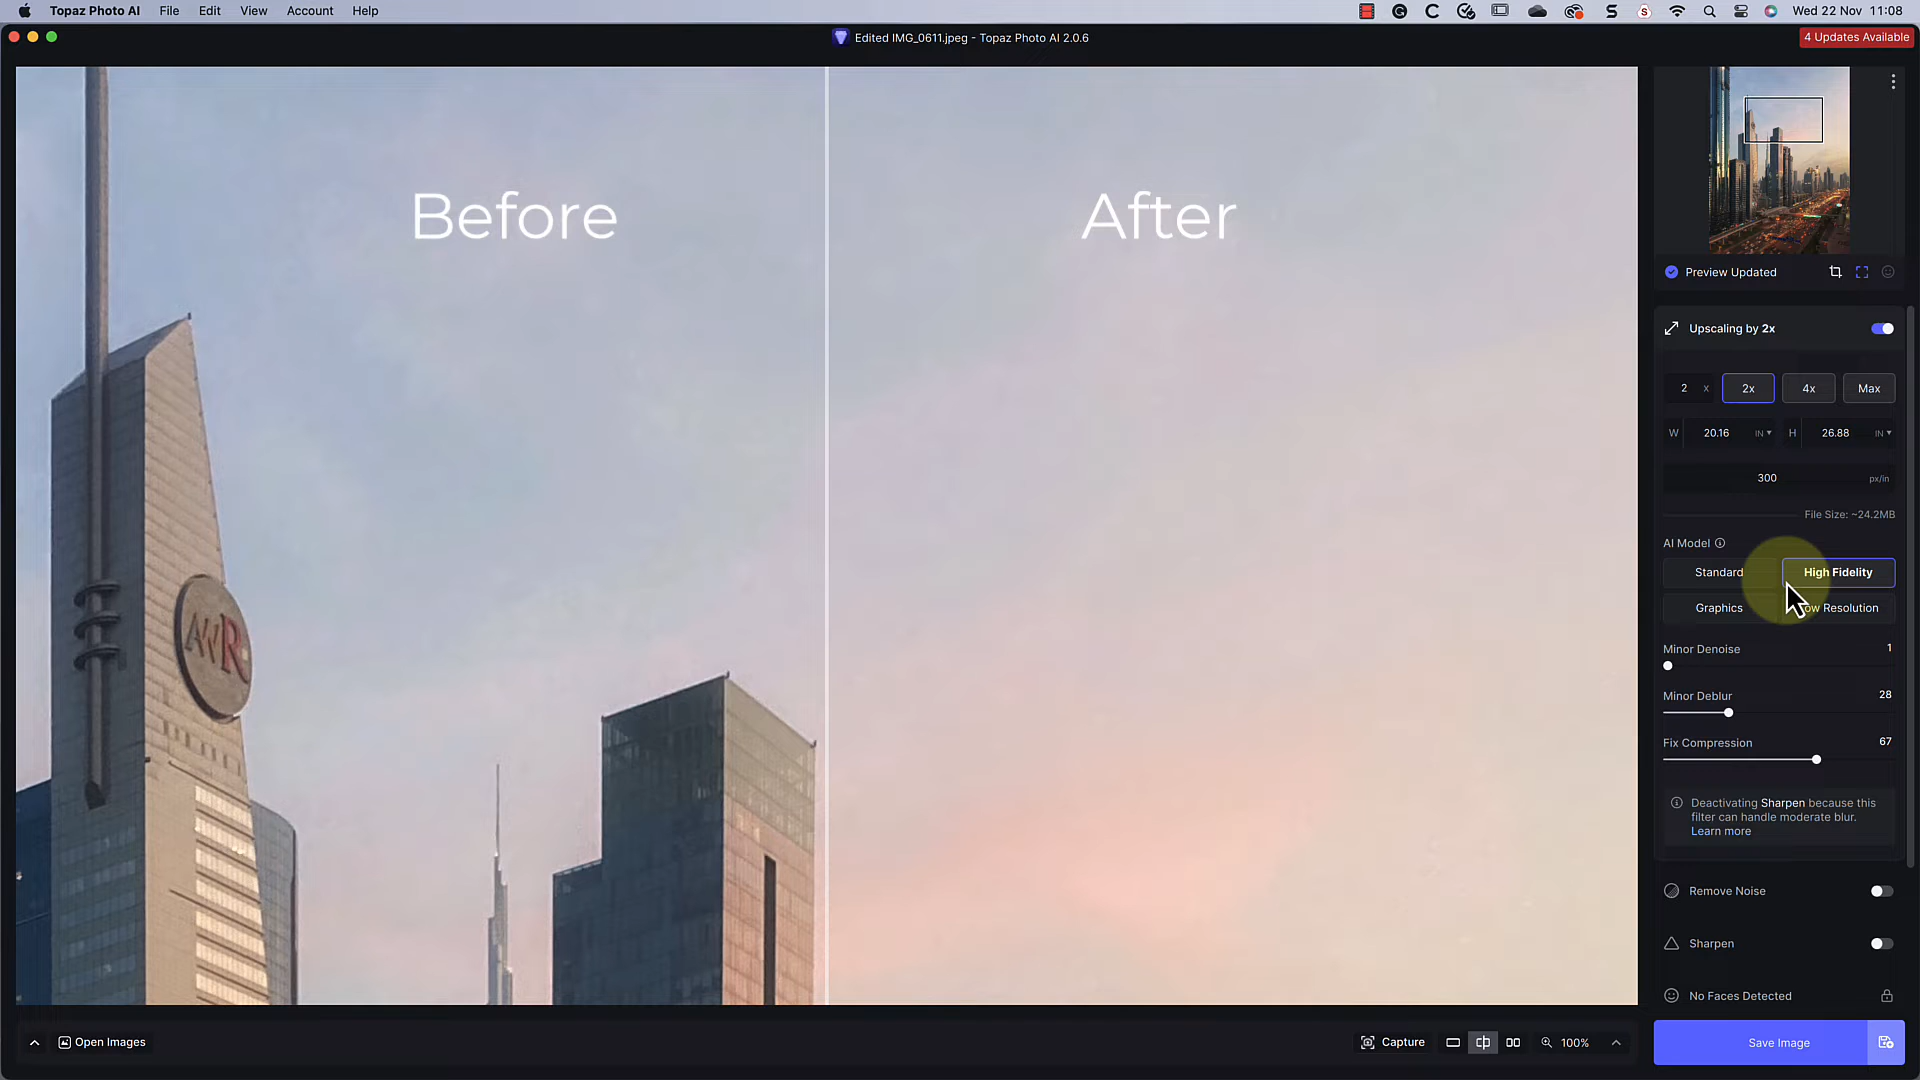 Topaz Photo AI File Edit View Account Help Wed 22 Nov 11:08
Edited IMG_0611.jpeg - Topaz Photo AI 2.0.6 4 Updates Available
Before After
AWR
Preview Updated
Upscaling by 2x
2 x 2x 4x Max
W 20.16 IN H 26.88 IN
300 px/in
File Size: ~24.2MB
AI Model
Standard High Fidelity
Graphics Resolution
Minor Denoise 1
Minor Deblur 28
Fix Compression 67
Deactivating Sharpen because this
filter can handle moderate blur.
Learn more
Remove Noise
Sharpen
No Faces Detected
Open Images Capture 100% Save Image